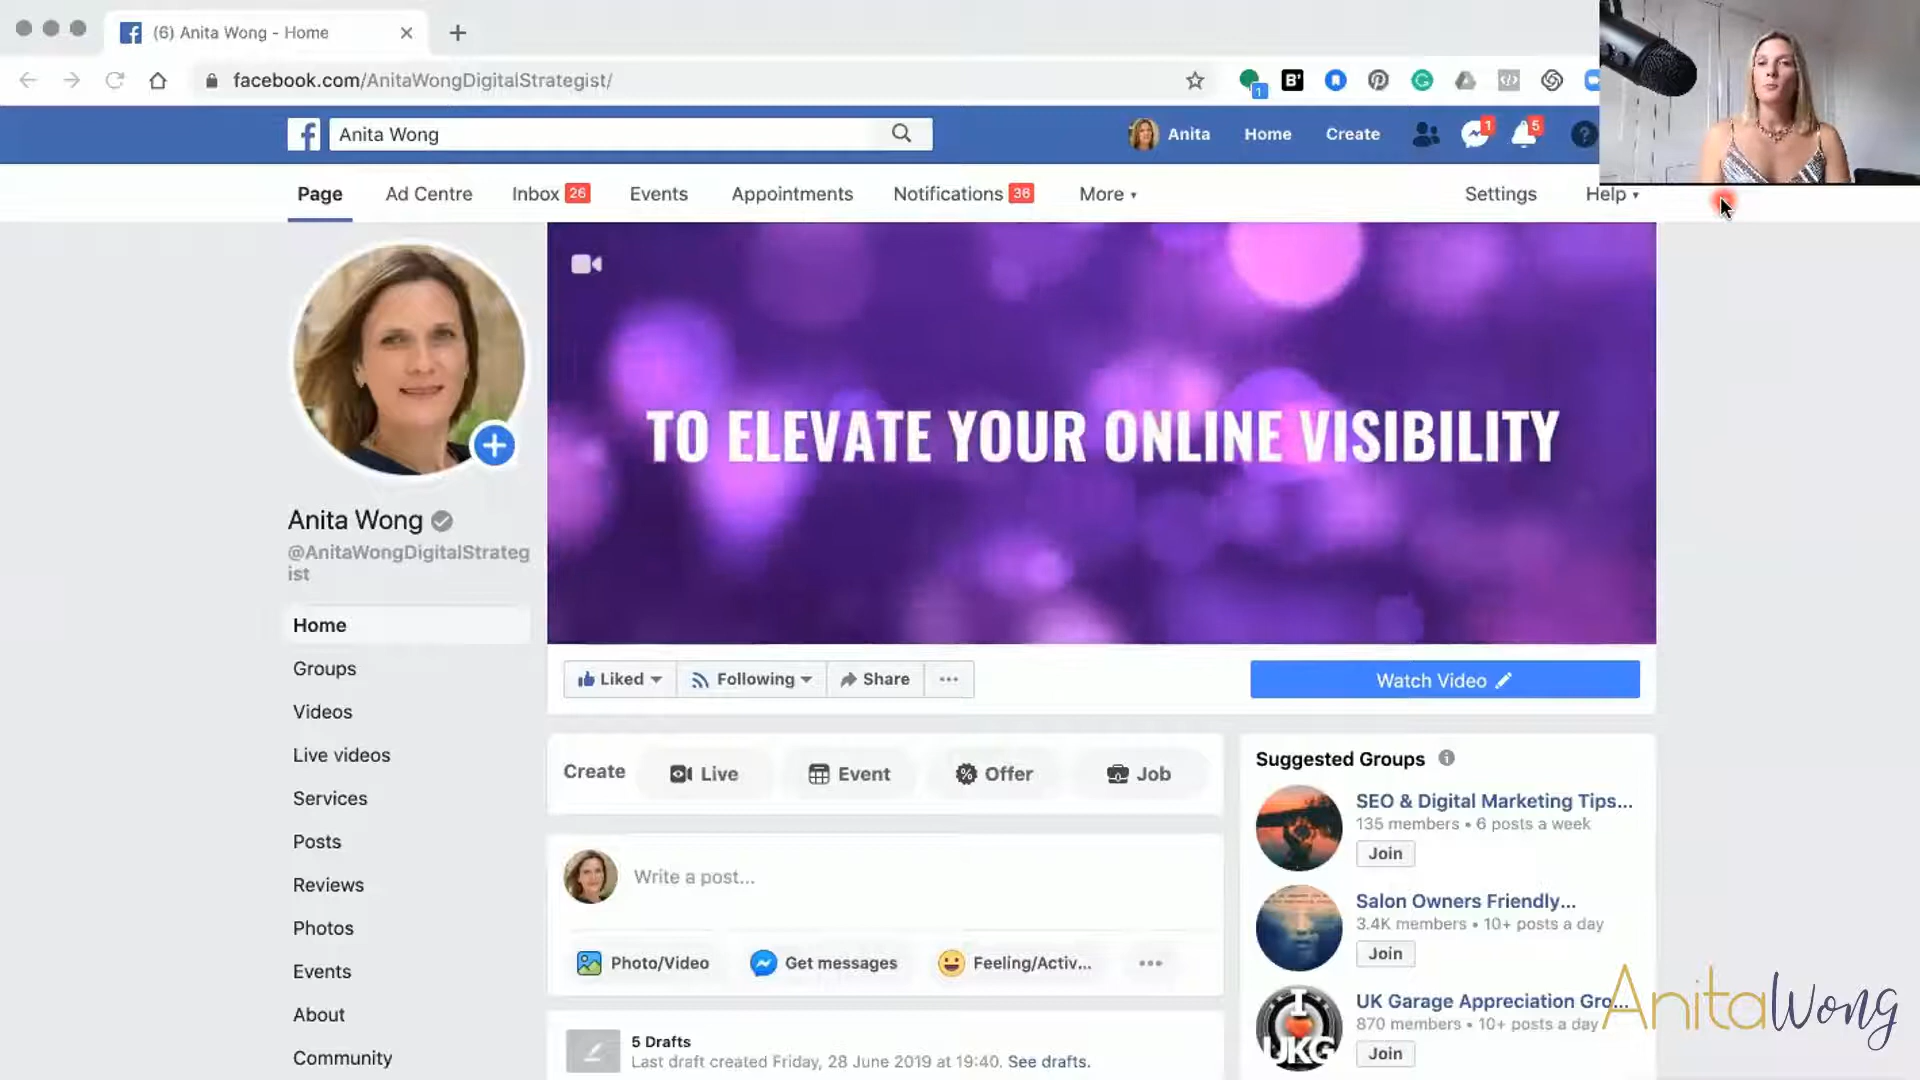 (6) Anita Wong - Home
facebook.com/AnitaWongDigitalStrategist/
1
B'
Anita Wong
Anita
Home
Create
1
5
?
Page
Ad Centre
Inbox 26
Events
Appointments
Notifications 36
More
Settings
Help
TO ELEVATE YOUR ONLINE VISIBILITY
Anita Wong
@AnitaWongDigitalStrateg
ist
Home
Groups
Videos
Live videos
Services
Posts
Reviews
Photos
Events
About
Community
Liked
Following
Share
Watch Video
Create
Live
Event
Offer
Job
Write a post...
Photo/Video
Get messages
Feeling/Activ...
5 Drafts
Last draft created Friday, 28 June 2019 at 19:40. See drafts.
Suggested Groups
SEO & Digital Marketing Tips...
135 members • 6 posts a week
Join
Salon Owners Friendly...
3.4K members • 10+ posts a day
Join
UK Garage Appreciation Gro...
870 members • 10+ posts a day
Join
I
UKG
Anita Wong